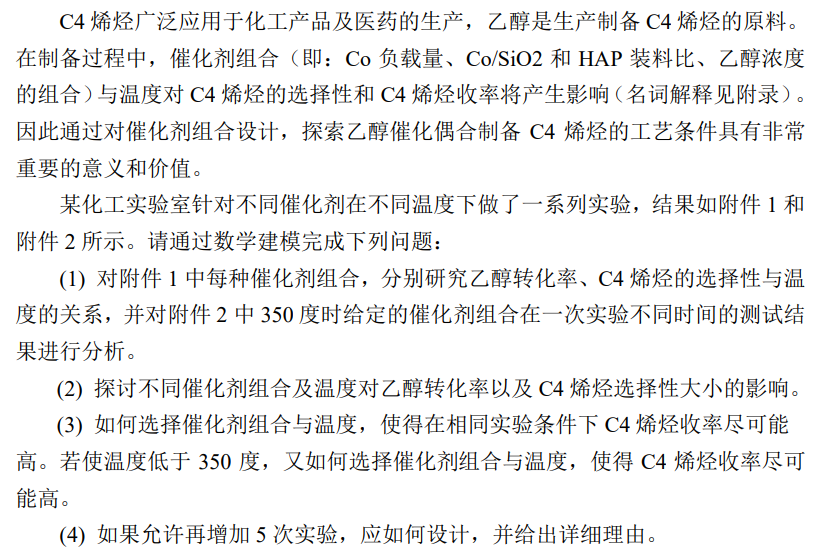 C4 烯烃广泛应用于化工产品及医药的生产，乙醇是生产制备 C4 烯烃的原料。
在制备过程中，催化剂组合（即：Co 负载量、Co/SiO2 和 HAP 装料比、乙醇浓度
的组合）与温度对 C4 烯烃的选择性和 C4 烯烃收率将产生影响（名词解释见附录）。
因此通过对催化剂组合设计，探索乙醇催化偶合制备 C4 烯烃的工艺条件具有非常
重要的意义和价值。
某化工实验室针对不同催化剂在不同温度下做了一系列实验，结果如附件 1 和
附件 2 所示。请通过数学建模完成下列问题：
(1) 对附件 1 中每种催化剂组合，分别研究乙醇转化率、C4 烯烃的选择性与温
度的关系，并对附件 2 中 350 度时给定的催化剂组合在一次实验不同时间的测试结
果进行分析。
(2) 探讨不同催化剂组合及温度对乙醇转化率以及 C4 烯烃选择性大小的影响。
(3) 如何选择催化剂组合与温度，使得在相同实验条件下 C4 烯烃收率尽可能
高。若使温度低于 350 度，又如何选择催化剂组合与温度，使得 C4 烯烃收率尽可
能高。
(4) 如果允许再增加 5 次实验，应如何设计，并给出详细理由。